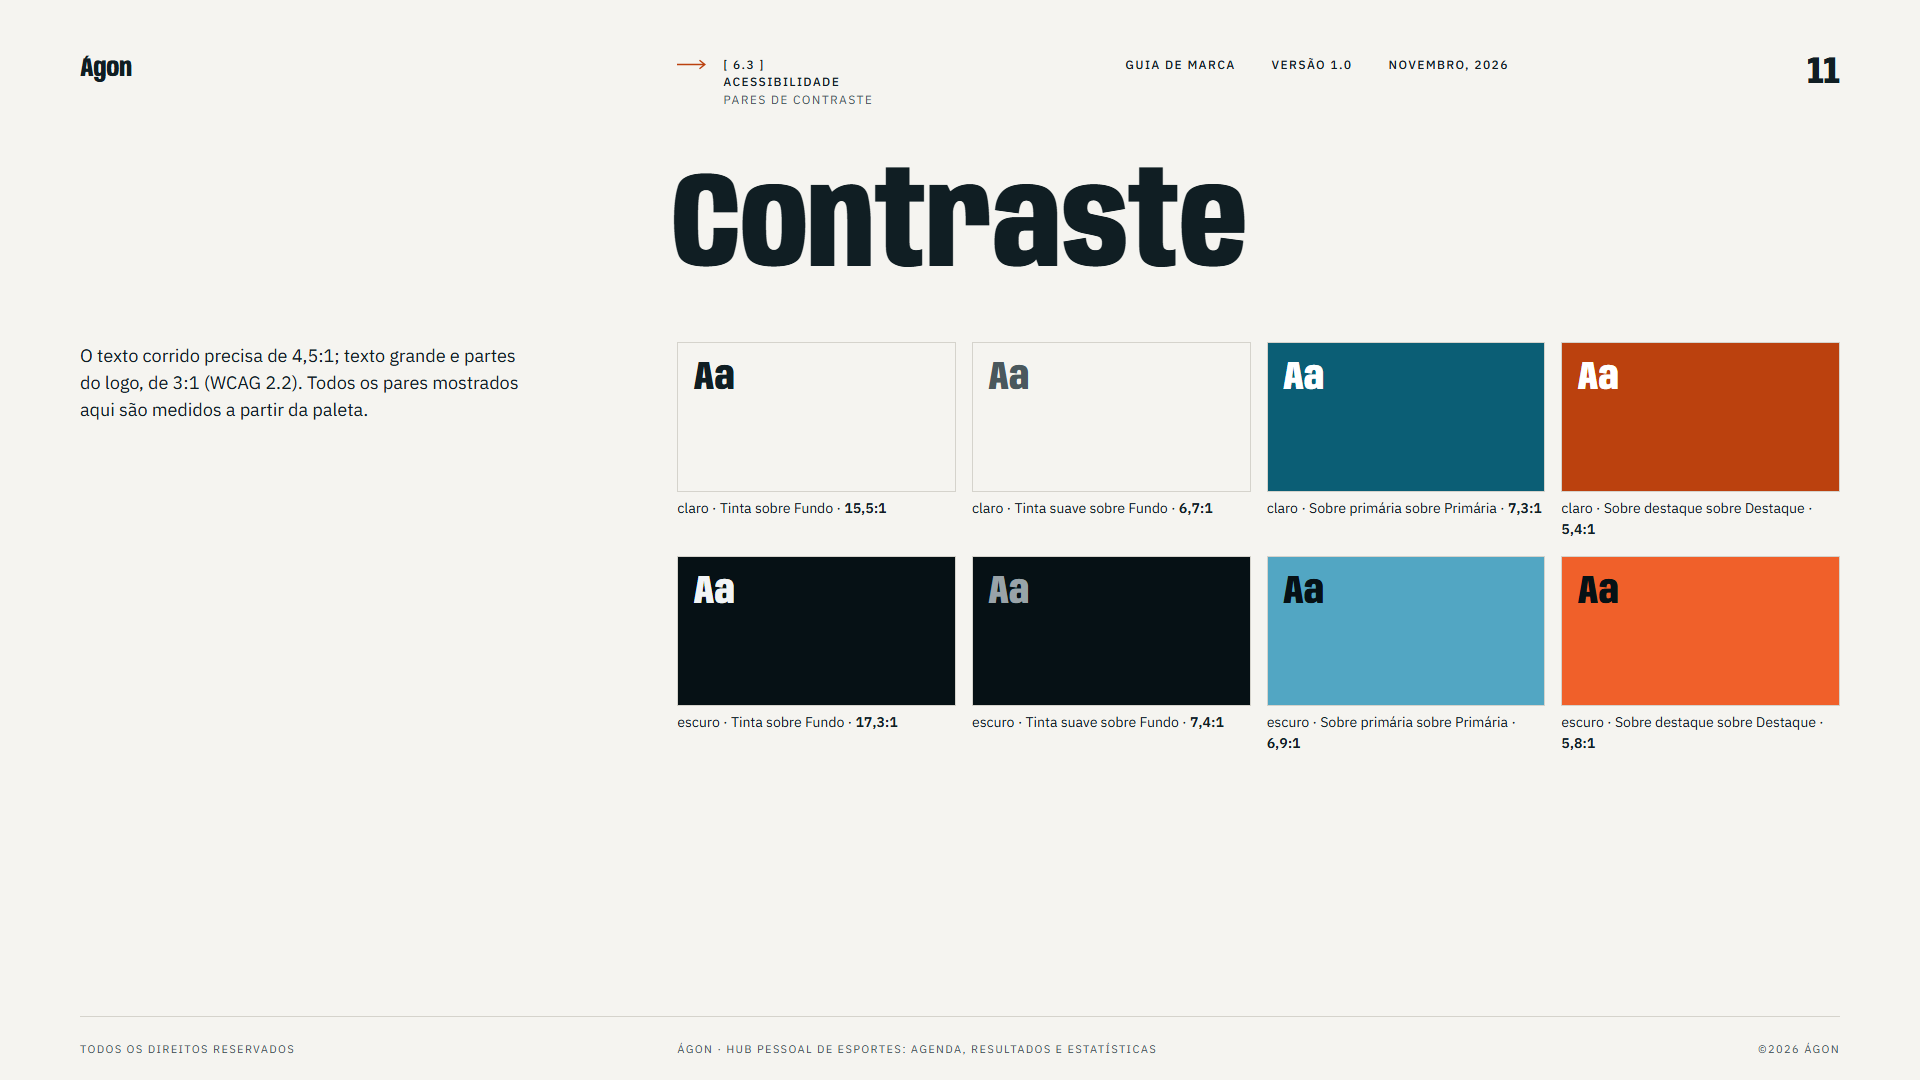 Ágon
[ 6.3 ]
ACESSIBILIDADE
PARES DE CONTRASTE
GUIA DE MARCA
VERSÃO 1.0
NOVEMBRO, 2026
11
Contraste
O texto corrido precisa de 4,5:1; texto grande e partes
do logo, de 3:1 (WCAG 2.2). Todos os pares mostrados
aqui são medidos a partir da paleta.
Aa
claro · Tinta sobre Fundo · 15,5:1
Aa
claro · Tinta suave sobre Fundo · 6,7:1
Aa
claro · Sobre primária sobre Primária · 7,3:1
Aa
claro · Sobre destaque sobre Destaque ·
5,4:1
Aa
escuro · Tinta sobre Fundo · 17,3:1
Aa
escuro · Tinta suave sobre Fundo · 7,4:1
Aa
escuro · Sobre primária sobre Primária ·
6,9:1
Aa
escuro · Sobre destaque sobre Destaque ·
5,8:1
TODOS OS DIREITOS RESERVADOS
ÁGON · HUB PESSOAL DE ESPORTES: AGENDA, RESULTADOS E ESTATÍSTICAS
©2026 ÁGON